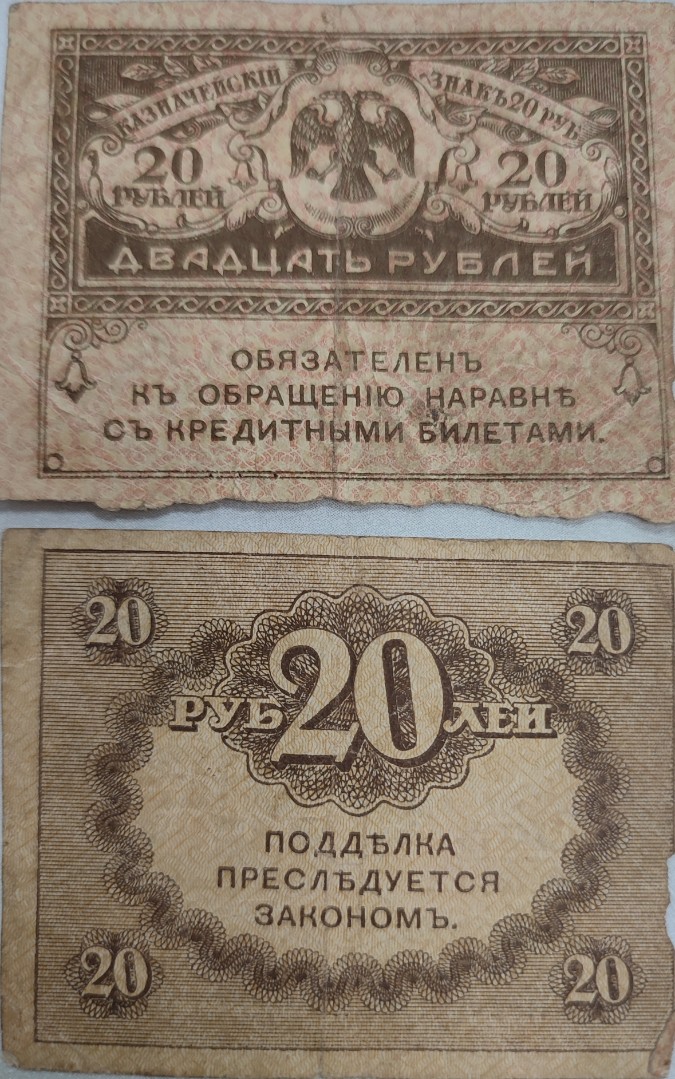 КАЗНАЧЕЙСКІЙ ЗНАКЪ 20 РУБ
20 20
РУБЛЕЙ РУБЛЕЙ
ДВАДЦАТЬ РУБЛЕЙ
ОБЯЗАТЕЛЕНЪ
КЪ ОБРАЩЕНІЮ НАРАВНѢ
СЪ КРЕДИТНЫМИ БИЛЕТАМИ.
20 20
РУБ 20 ЛЕЙ
ПОДДѢЛКА
ПРЕСЛѢДУЕТСЯ
ЗАКОНОМЪ.
20 20